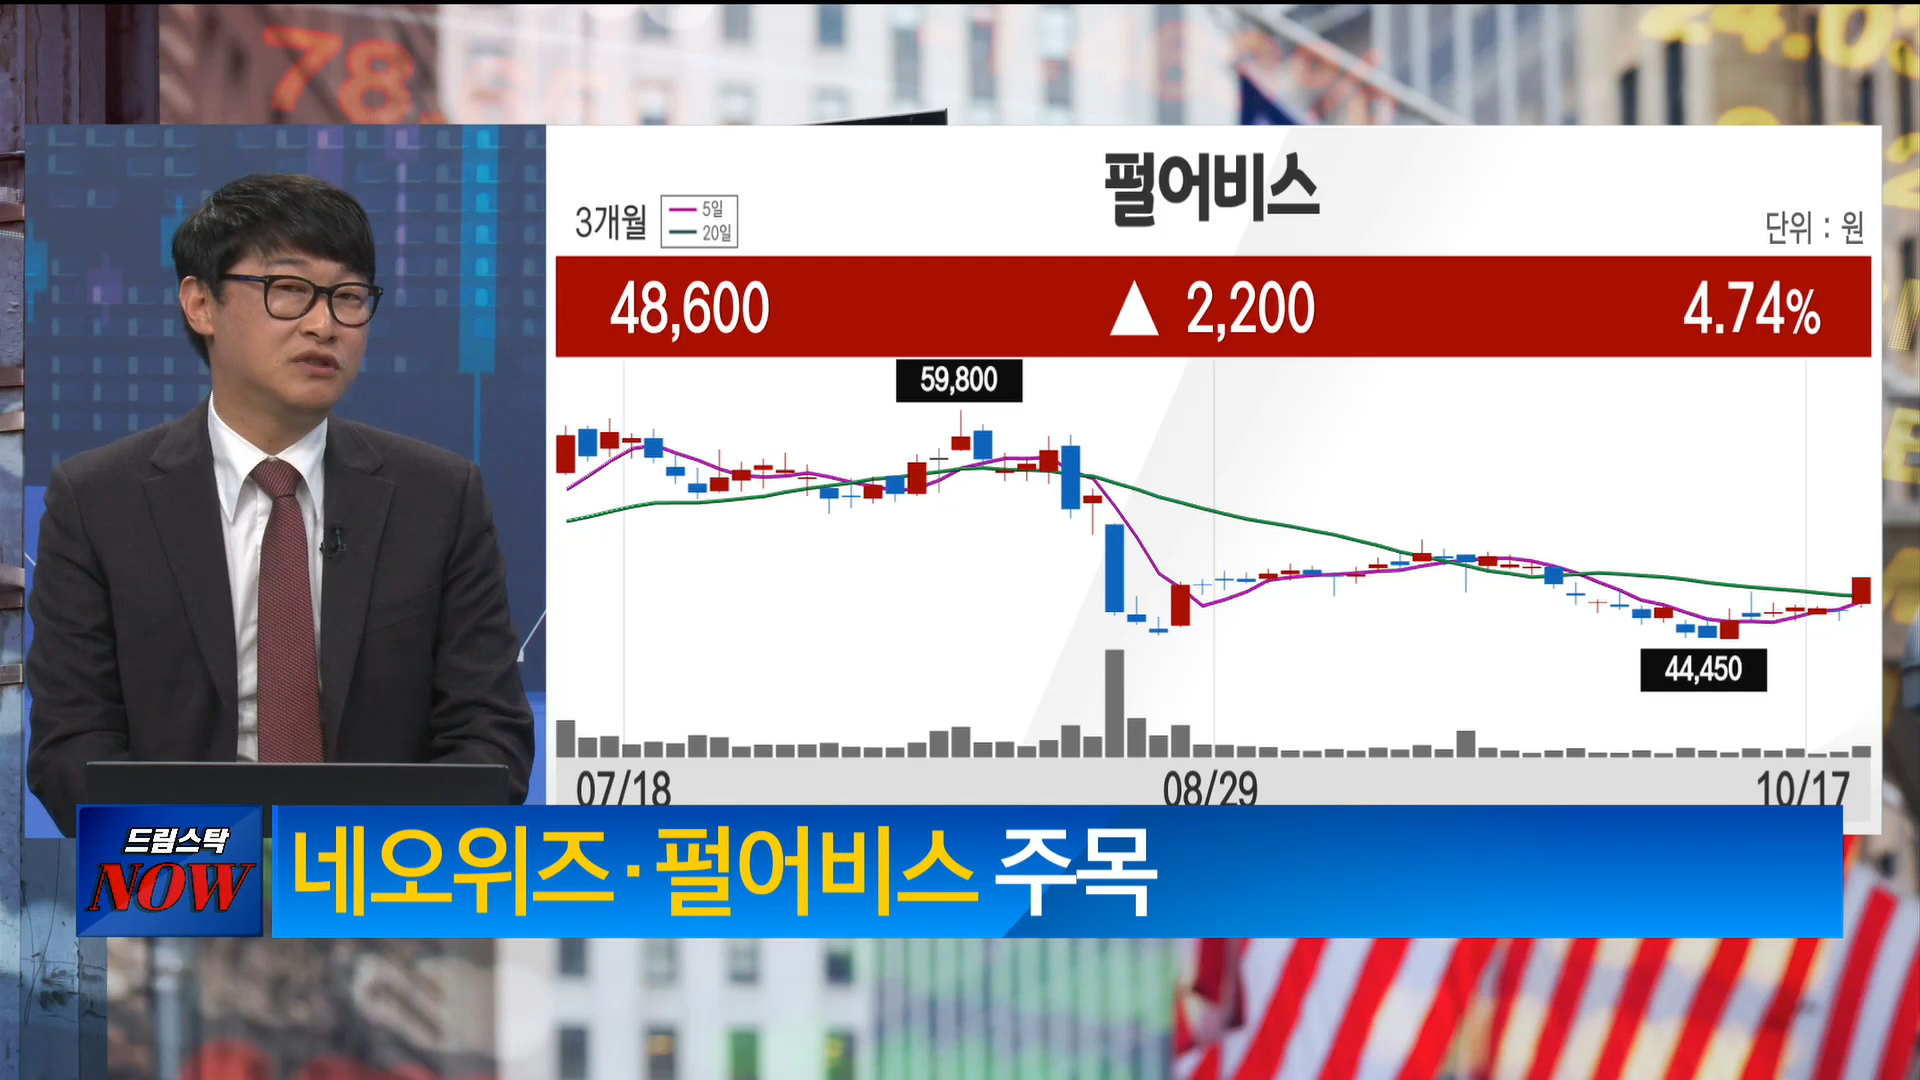 펄어비스
3개월
5일
20일
단위 : 원
48,600 ▲ 2,200 4.74%
59,800
44,450
07/18 08/29 10/17
드림스탁
NOW
네오위즈·펄어비스 주목